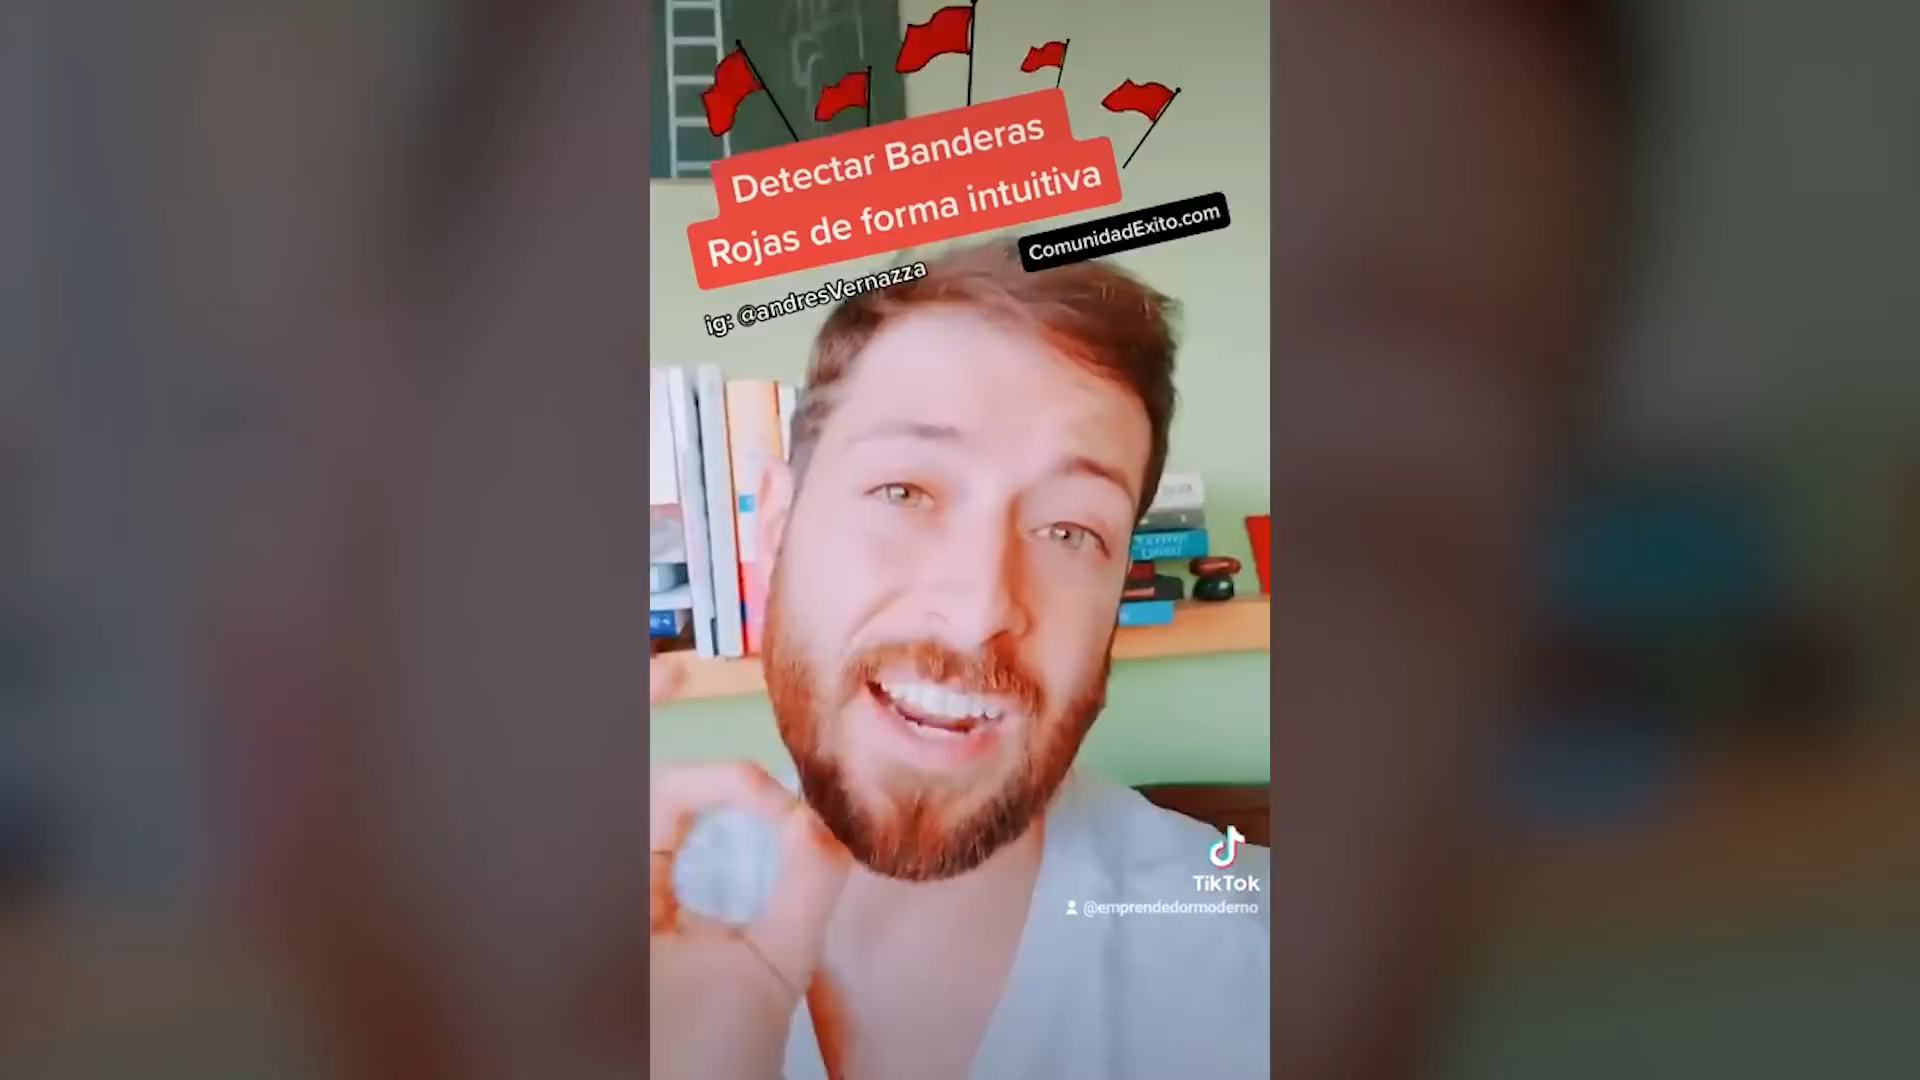 Detectar Banderas
Rojas de forma intuitiva
ComunidadExito.com
ig: @andresVernazza
TikTok
@emprendedormoderno